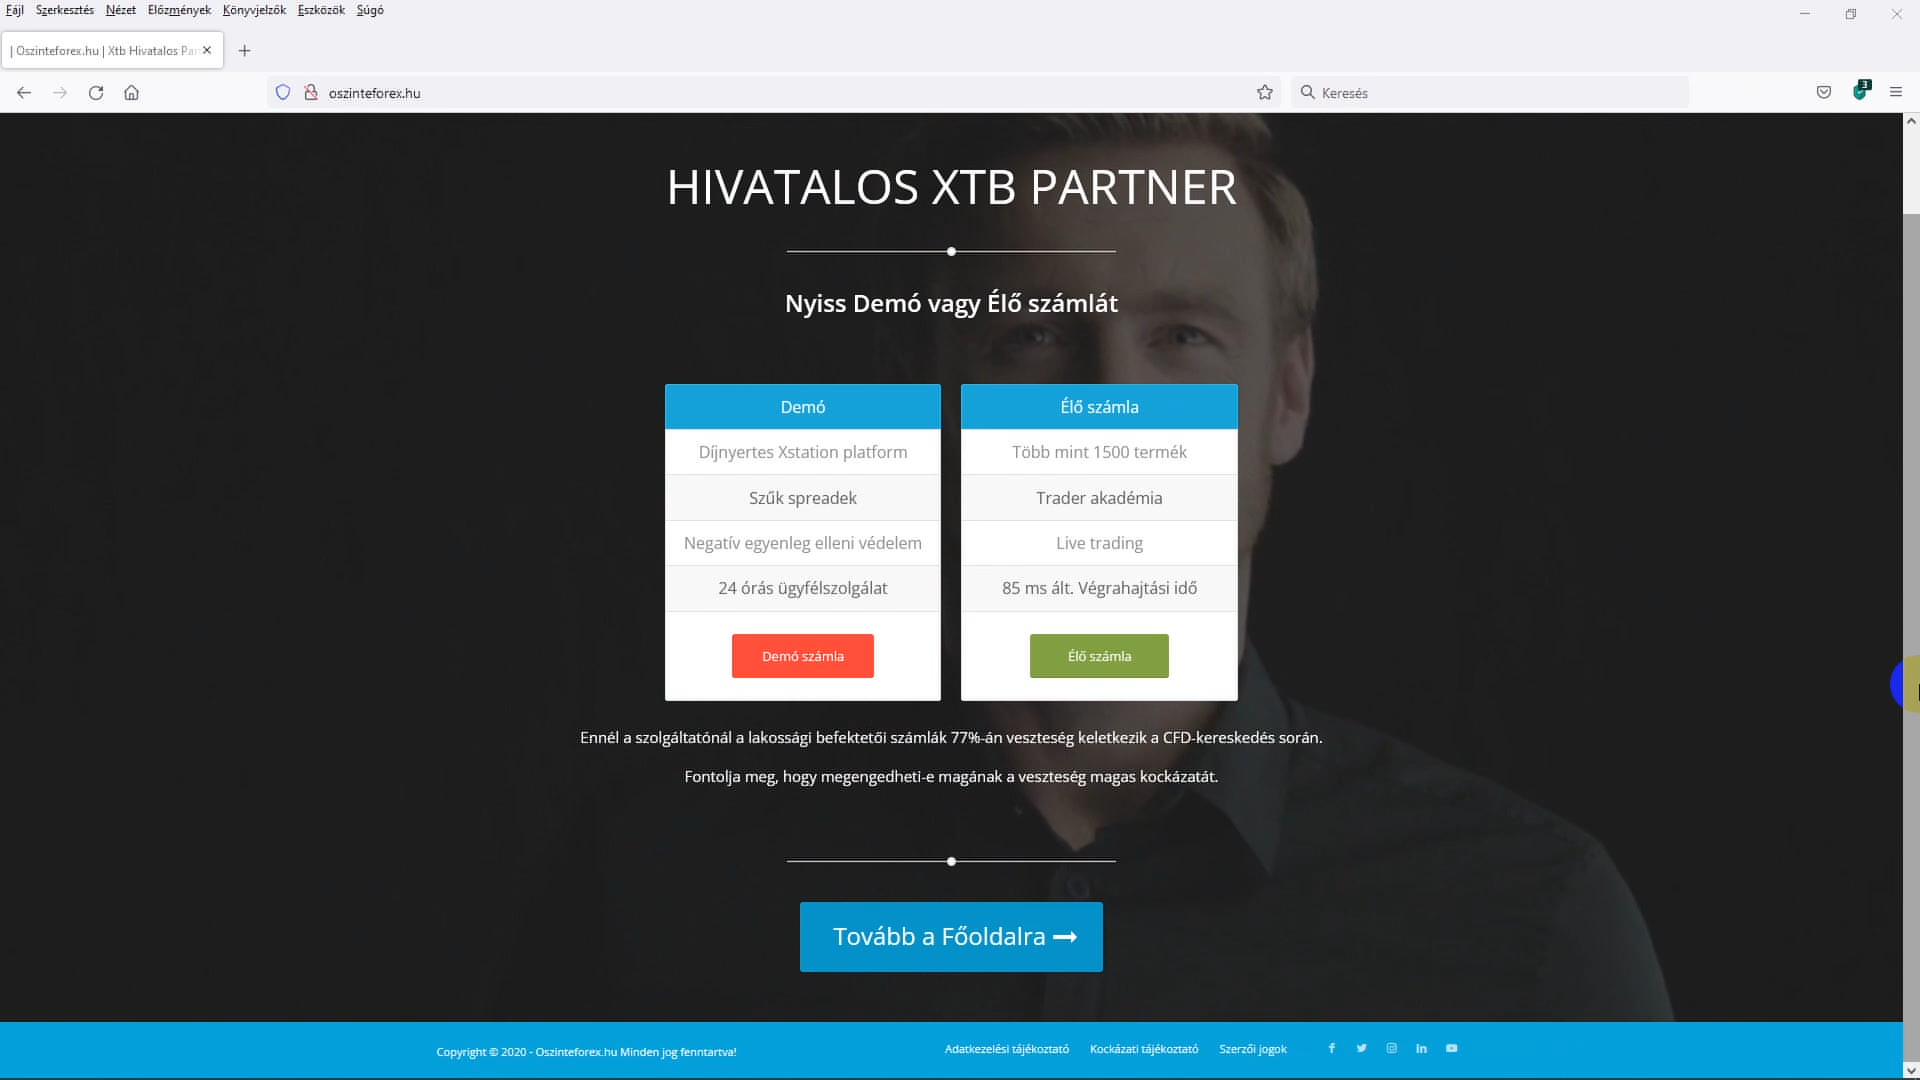 Fájl Szerkesztés Nézet Előzmények Könyvjelzők Eszközök Súgó
| Oszinteforex.hu | Xtb Hivatalos Par
oszinteforex.hu
Keresés
3
HIVATALOS XTB PARTNER
Nyiss Demó vagy Élő számlát
Demó
Díjnyertes Xstation platform
Szűk spreadek
Negatív egyenleg elleni védelem
24 órás ügyfélszolgálat
Demó számla
Élő számla
Több mint 1500 termék
Trader akadémia
Live trading
85 ms ált. Végrahajtási idő
Élő számla
Ennél a szolgáltatónál a lakossági befektetői számlák 77%-án veszteség keletkezik a CFD-kereskedés során.
Fontolja meg, hogy megengedheti-e magának a veszteség magas kockázatát.
Tovább a Főoldalra
Copyright © 2020 - Oszinteforex.hu Minden jog fenntartva!
Adatkezelési tájékoztató Kockázati tájékoztató Szerzői jogok